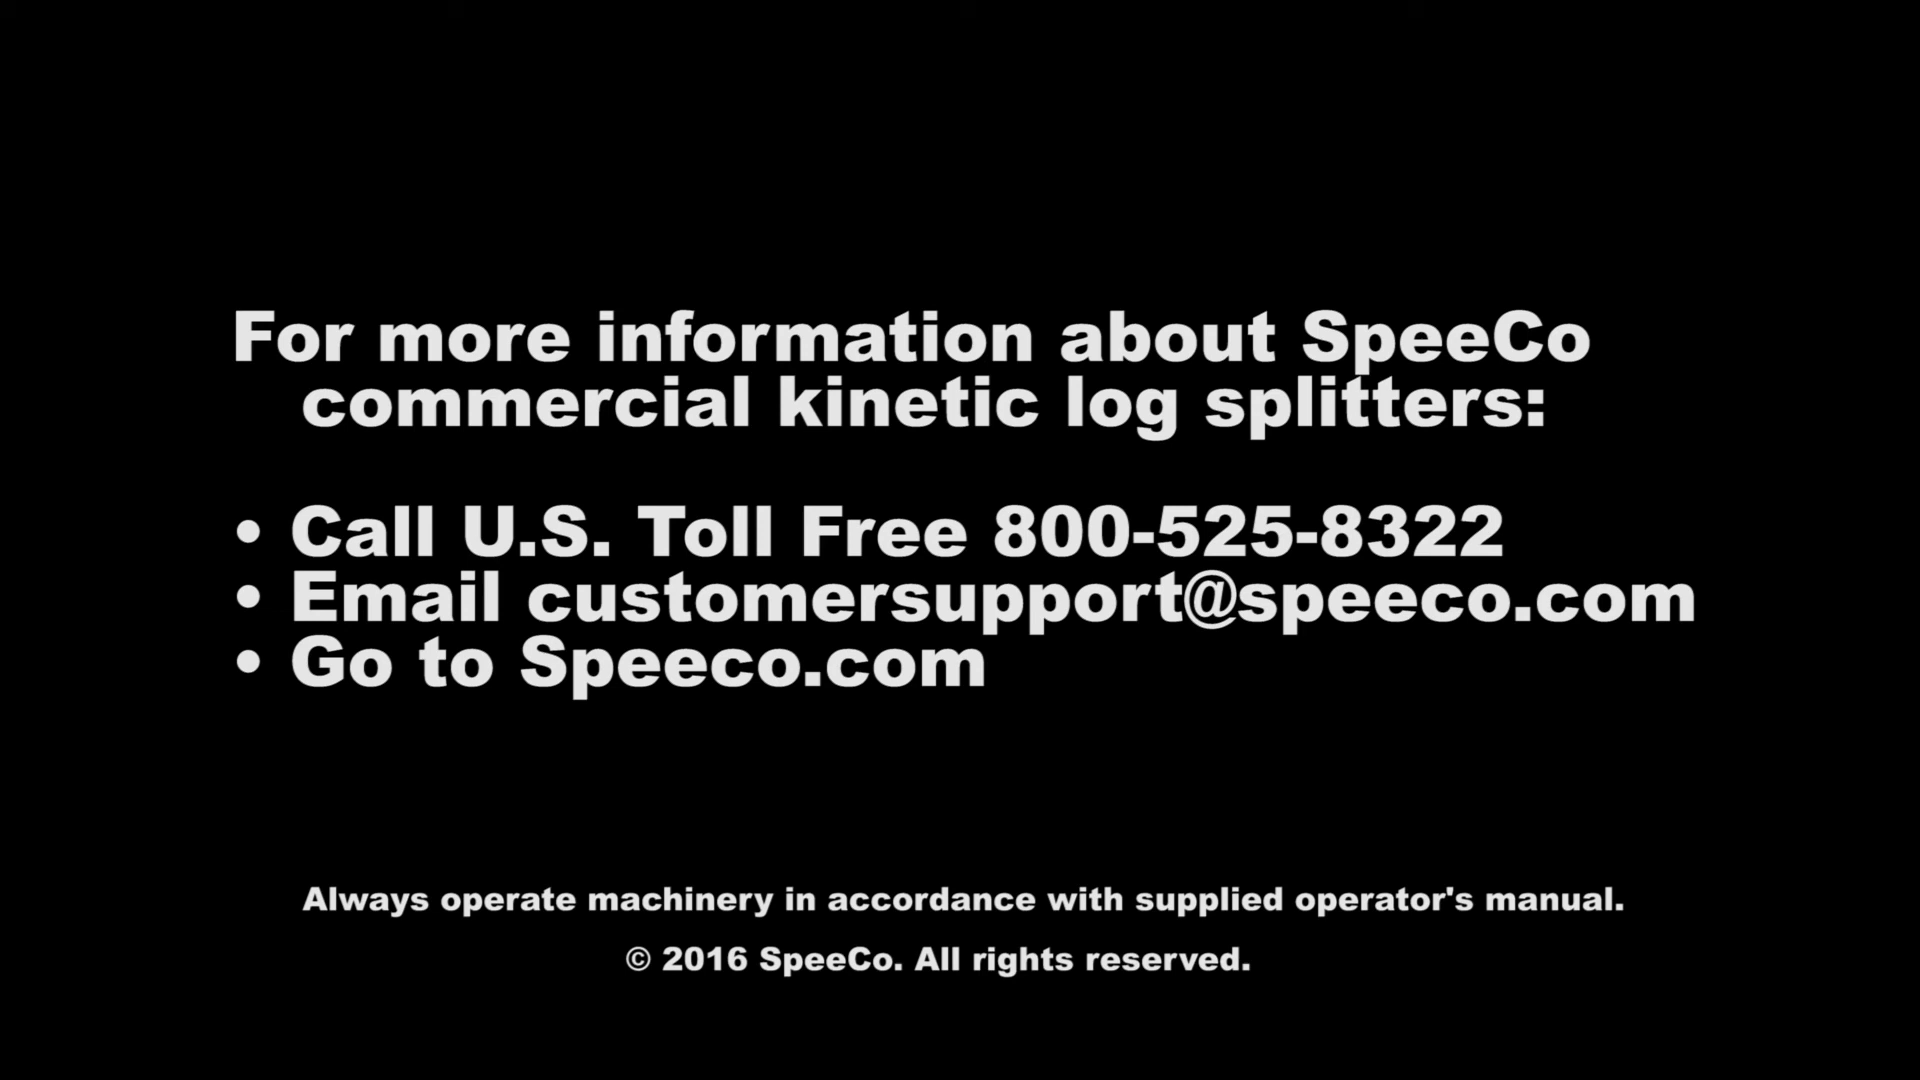 For more information about SpeeCo
commercial kinetic log splitters:
• Call U.S. Toll Free 800-525-8322
• Email customersupport@speeco.com
• Go to Speeco.com
Always operate machinery in accordance with supplied operator's manual.
© 2016 SpeeCo. All rights reserved.